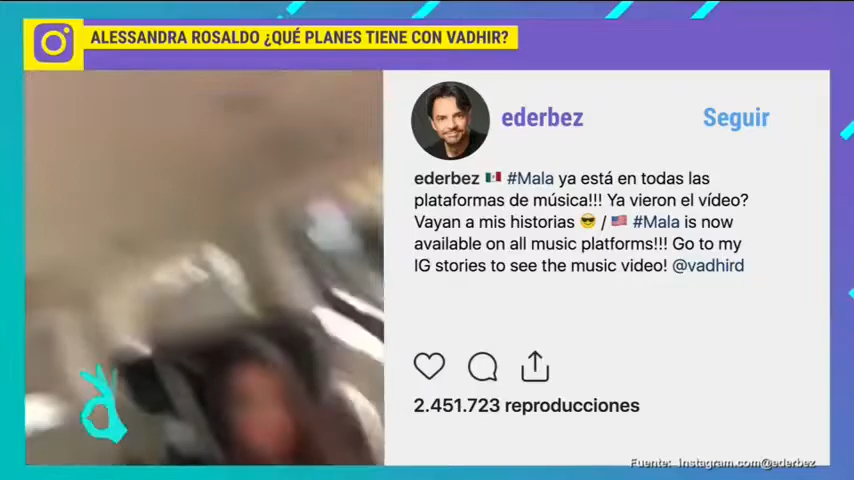 ALESSANDRA ROSALDO ¿QUÉ PLANES TIENE CON VADHIR?
ederbez
Seguir
ederbez 🇲🇽 #Mala ya está en todas las
plataformas de música!!! Ya vieron el vídeo?
Vayan a mis historias 😎 / 🇺🇸 #Mala is now
available on all music platforms!!! Go to my
IG stories to see the music video! @vadhird
2.451.723 reproducciones
Fuente: Instagram.com@ederbez